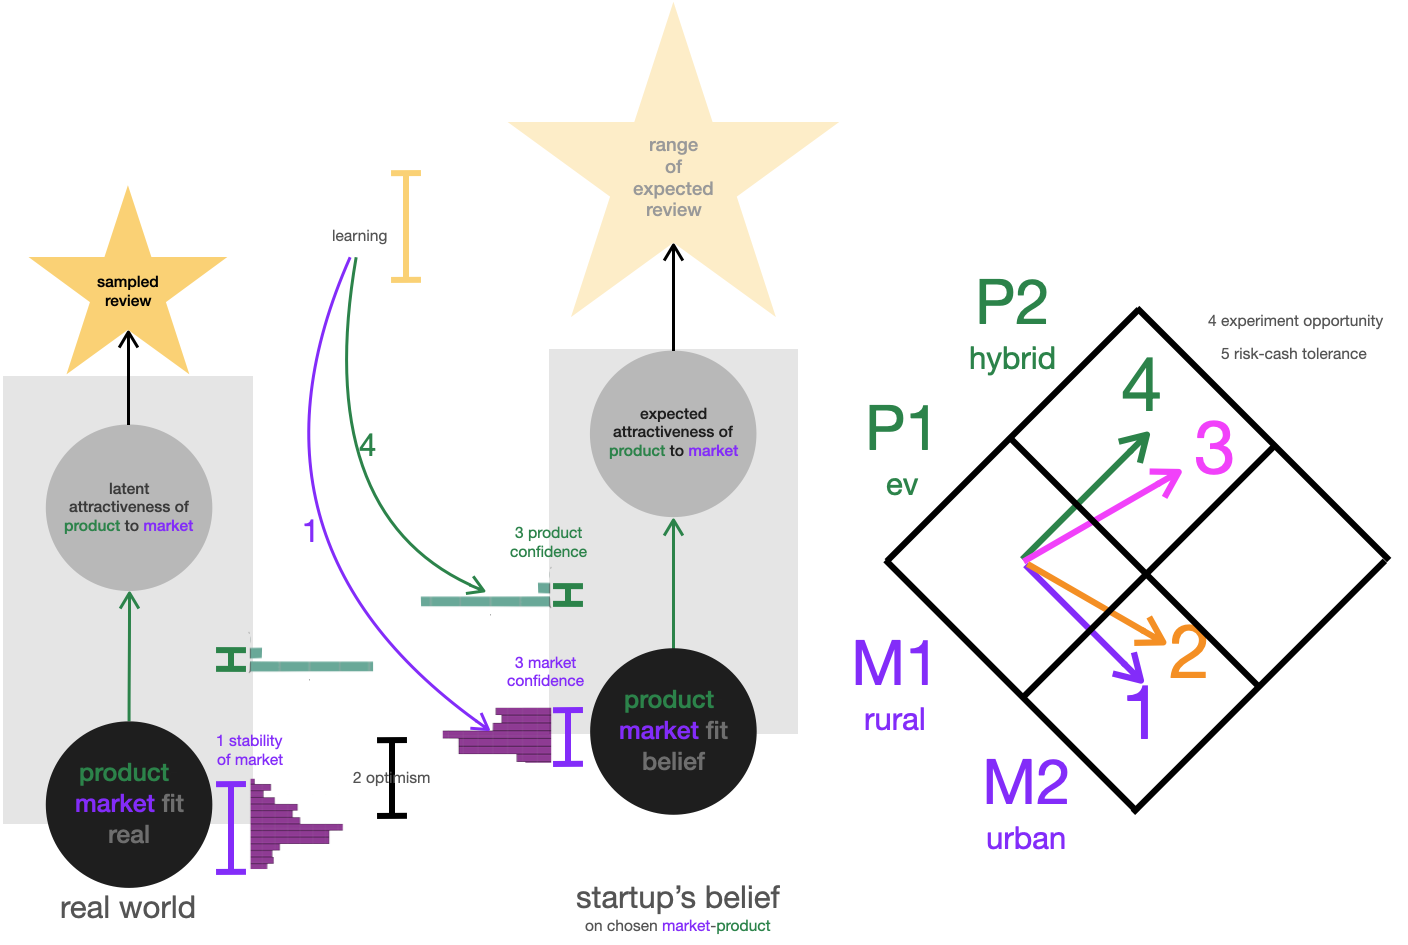 range
of
expected
review
learning
sampled
review
expected
attractiveness of
product to market
latent
attractiveness of
product to market
4
1
3 product
confidence
3 market
confidence
product
market fit
belief
1 stability
of market
2 optimism
product
market fit
real
real world
startup's belief
on chosen market-product
P2
hybrid
P1
ev
4 experiment opportunity
5 risk-cash tolerance
4
3
2
1
M1
rural
M2
urban